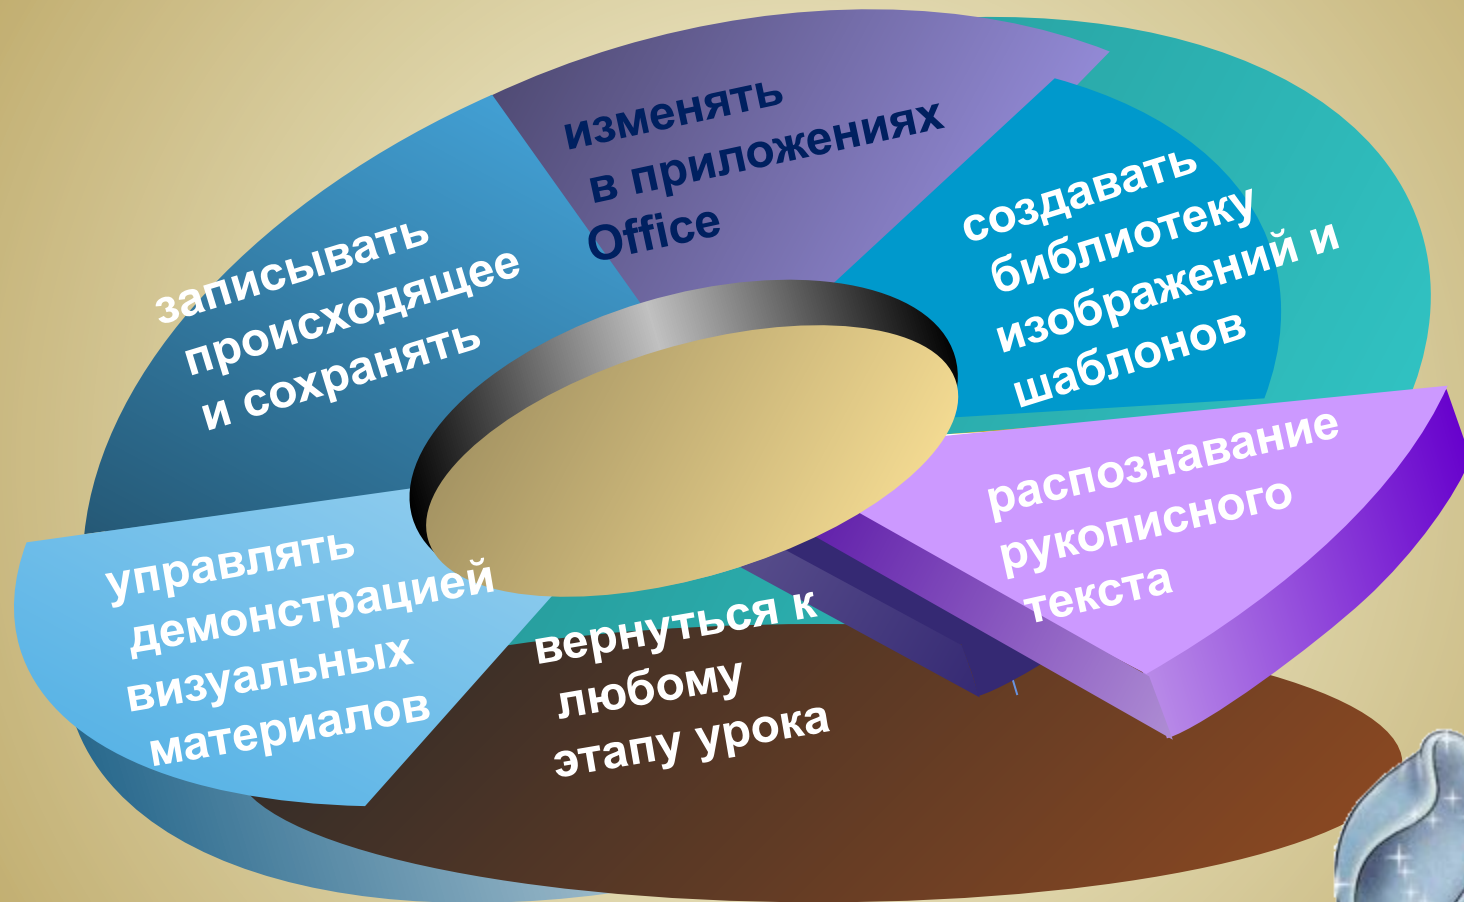 изменять
в приложениях
Office
создавать
библиотеку
изображений и
шаблонов
распознавание
рукописного
текста
вернуться к
любому
этапу урока
управлять
демонстрацией
визуальных
материалов
записывать
происходящее
и сохранять